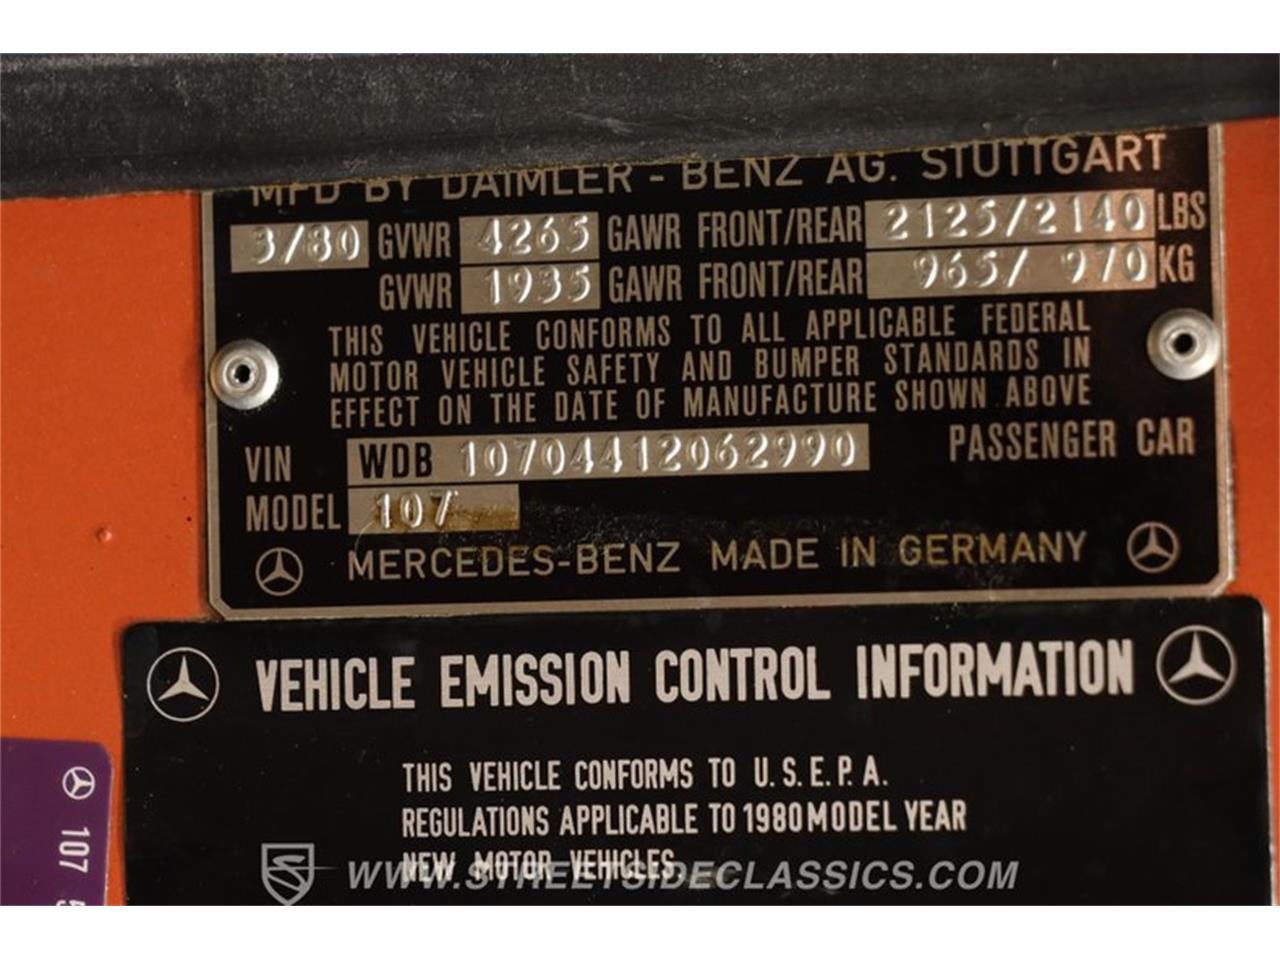 MFD BY DAIMLER - BENZ AG. STUTTGART
3/80 GVWR 4265 GAWR FRONT/REAR 2125/2140 LBS
GVWR 1935 GAWR FRONT/REAR 965/ 970 KG
THIS VEHICLE CONFORMS TO ALL APPLICABLE FEDERAL
MOTOR VEHICLE SAFETY AND BUMPER STANDARDS IN
EFFECT ON THE DATE OF MANUFACTURE SHOWN ABOVE
VIN WDB 10704412062990 PASSENGER CAR
MODEL 107
MERCEDES-BENZ MADE IN GERMANY
VEHICLE EMISSION CONTROL INFORMATION
THIS VEHICLE CONFORMS TO U.S.E.P.A.
REGULATIONS APPLICABLE TO 1980 MODEL YEAR
NEW MOTOR VEHICLES.
107 5
WWW.STREETSIDECLASSICS.COM